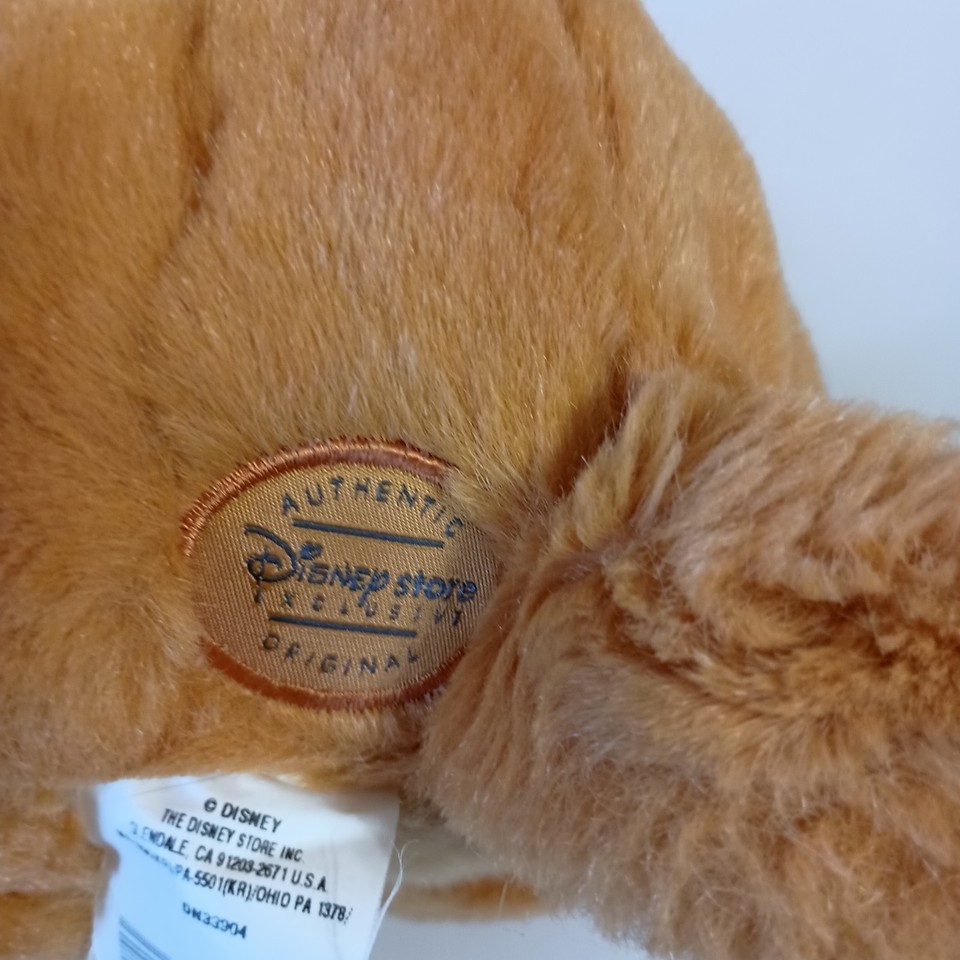 AUTHENTIC
Disney store
EXCLUSIVE
ORIGINAL
© DISNEY
THE DISNEY STORE INC.
GLENDALE, CA 91203-2671 U.S.A.
PA-5501(KR)/OHIO PA 1378/